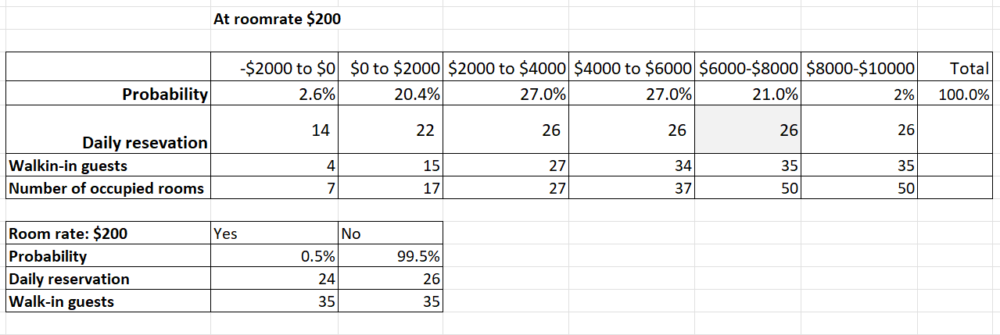 At roomrate $200
-$2000 to $0 $0 to $2000 $2000 to $4000 $4000 to $6000 $6000-$8000 $8000-$10000 Total
Probability 2.6% 20.4% 27.0% 27.0% 21.0% 2% 100.0%
Daily resevation 14 22 26 26 26 26
Walkin-in guests 4 15 27 34 35 35
Number of occupied rooms 7 17 27 37 50 50
Room rate: $200 Yes No
Probability 0.5% 99.5%
Daily reservation 24 26
Walk-in guests 35 35